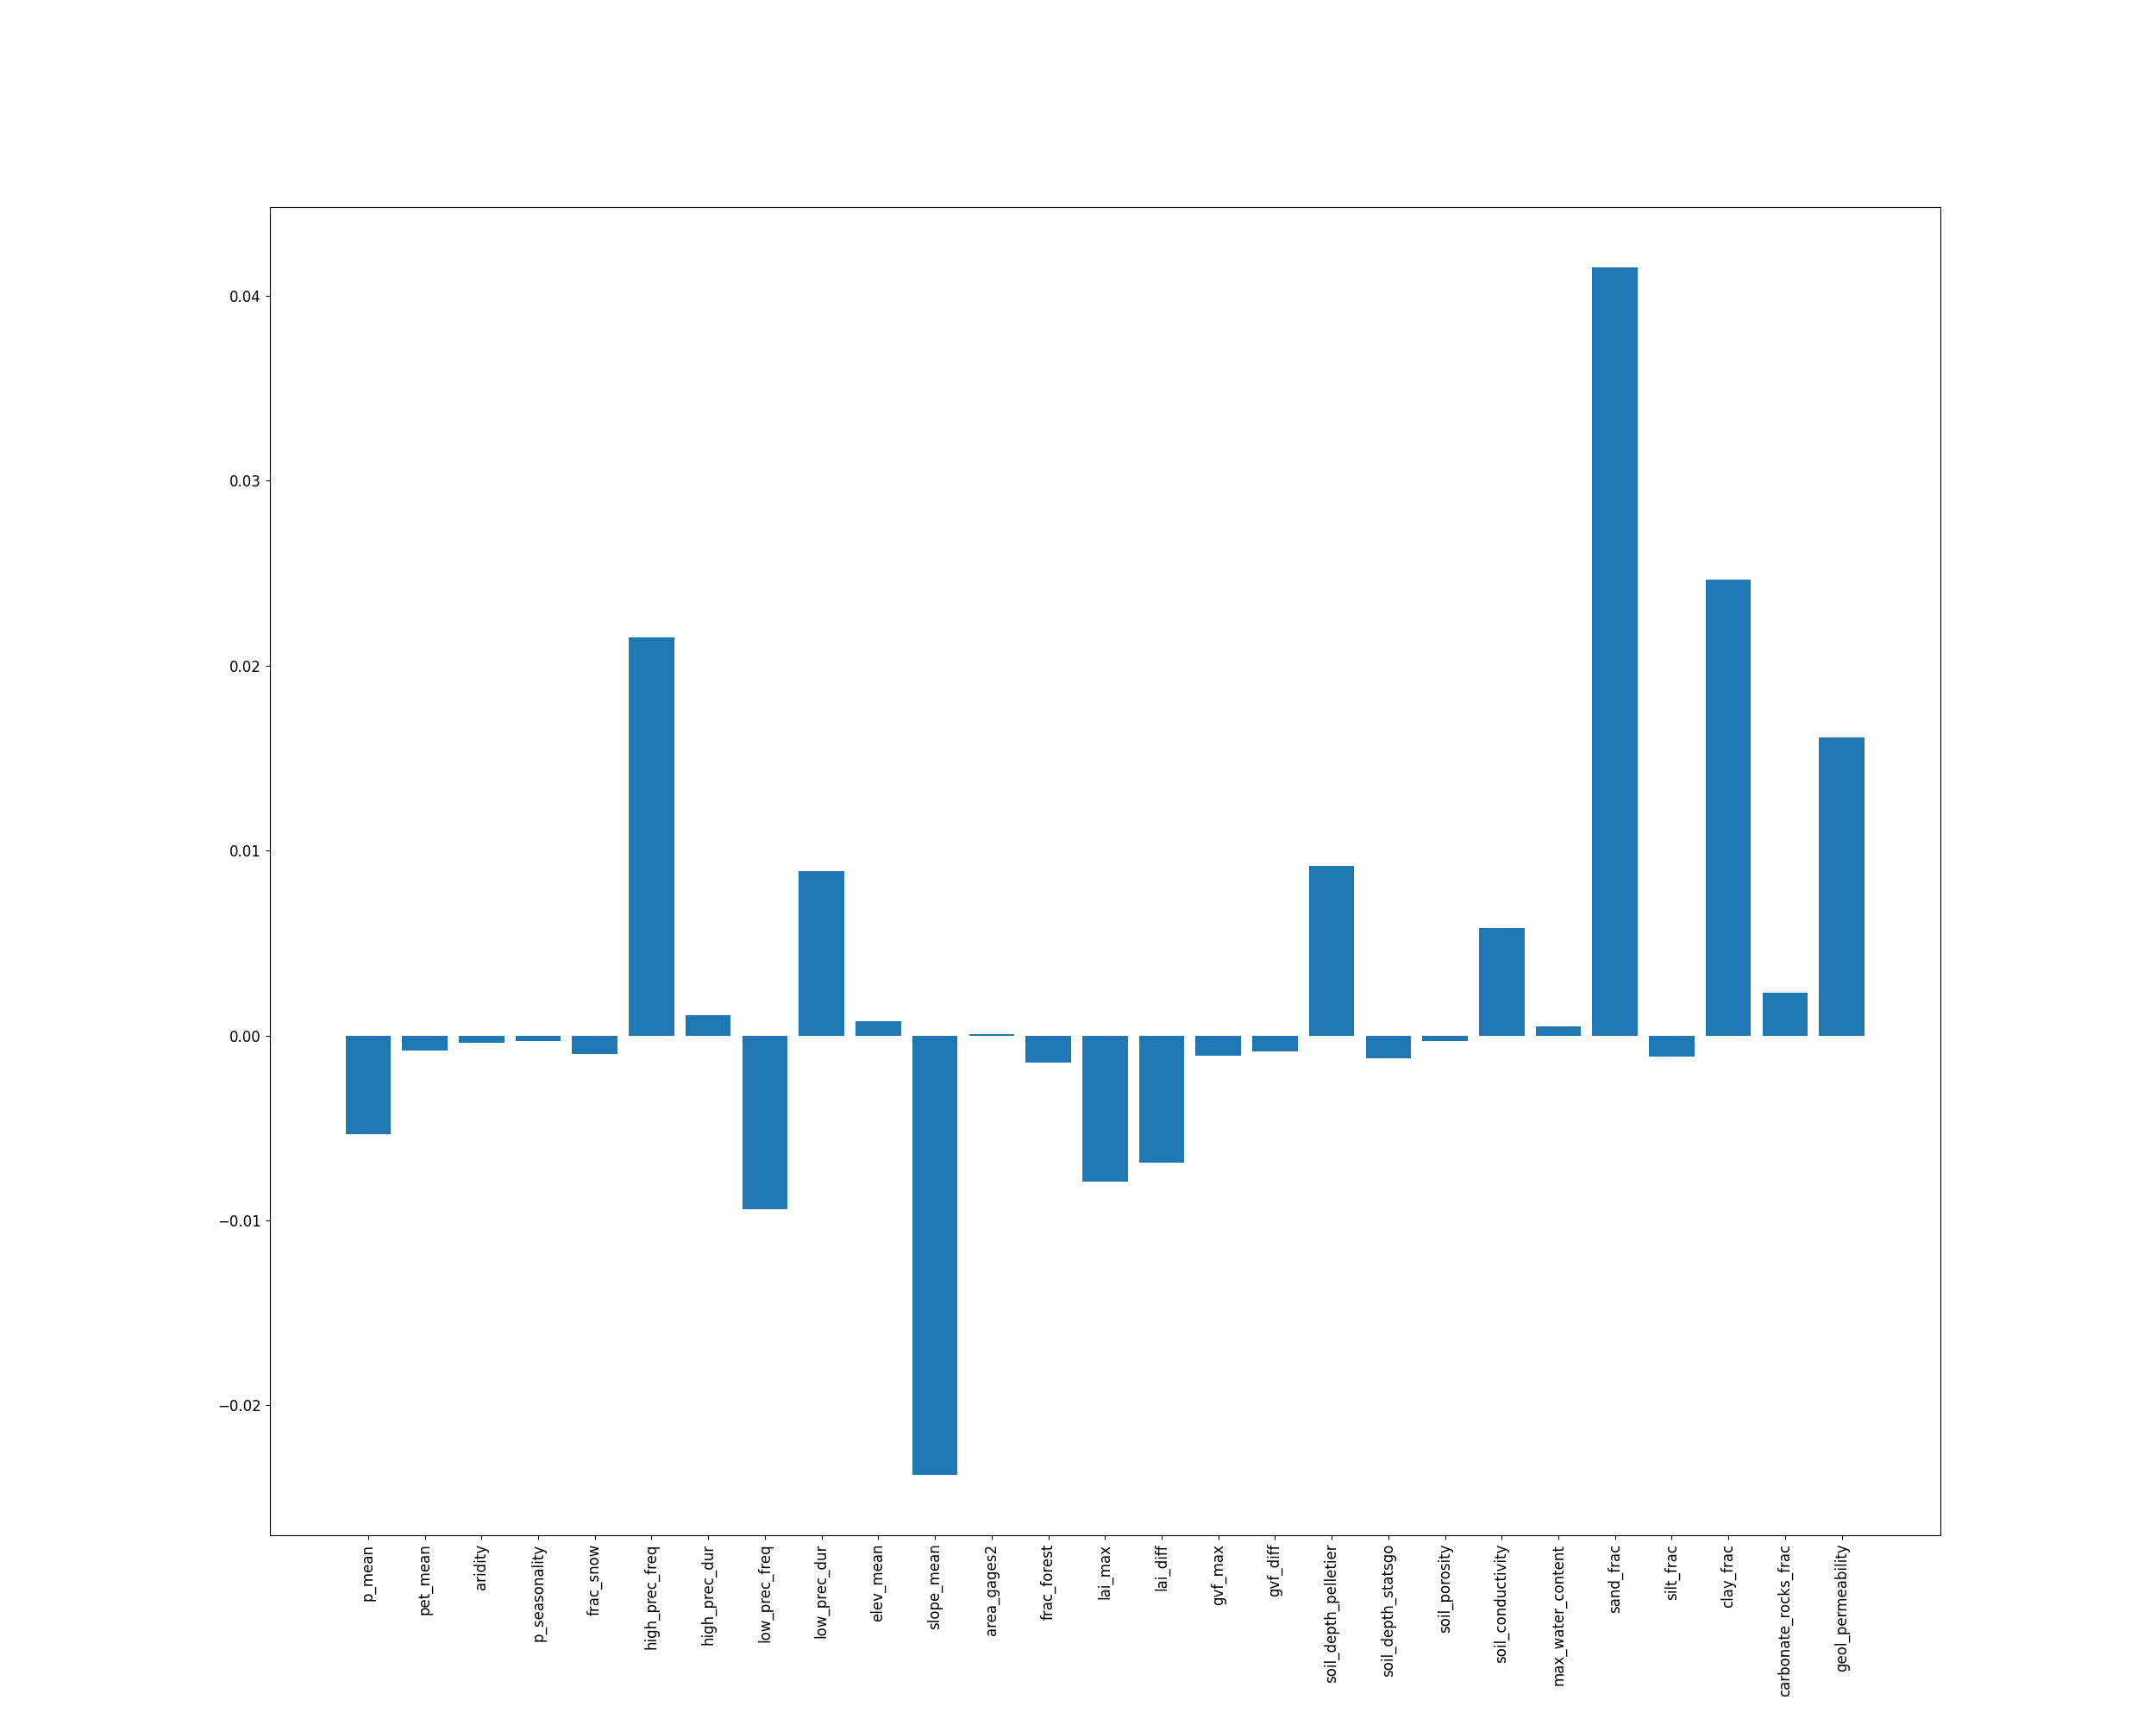 0.04
0.03
0.02
0.01
0.00
−0.01
−0.02
p_mean
pet_mean
aridity
p_seasonality
frac_snow
high_prec_freq
high_prec_dur
low_prec_freq
low_prec_dur
elev_mean
slope_mean
area_gages2
frac_forest
lai_max
lai_diff
gvf_max
gvf_diff
soil_depth_pelletier
soil_depth_statsgo
soil_porosity
soil_conductivity
max_water_content
sand_frac
silt_frac
clay_frac
carbonate_rocks_frac
geol_permeability